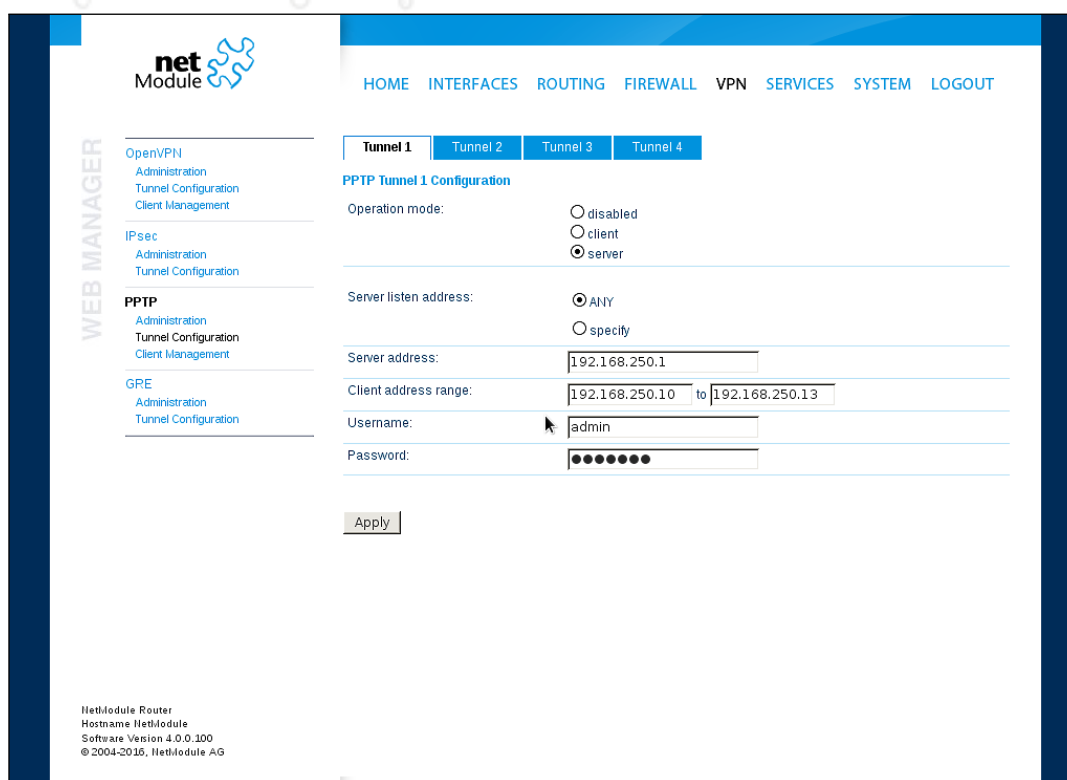 net
Module
HOME INTERFACES ROUTING FIREWALL VPN SERVICES SYSTEM LOGOUT
WEB MANAGER
OpenVPN
Administration
Tunnel Configuration
Client Management
IPsec
Administration
Tunnel Configuration
PPTP
Administration
Tunnel Configuration
Client Management
GRE
Administration
Tunnel Configuration
Tunnel 1 Tunnel 2 Tunnel 3 Tunnel 4
PPTP Tunnel 1 Configuration
Operation mode:
disabled
client
server
Server listen address:
ANY
specify
Server address: 192.168.250.1
Client address range: 192.168.250.10 to 192.168.250.13
Username: admin
Password: ●●●●●●●
Apply
NetModule Router
Hostname NetModule
Software Version 4.0.0.100
© 2004-2016, NetModule AG